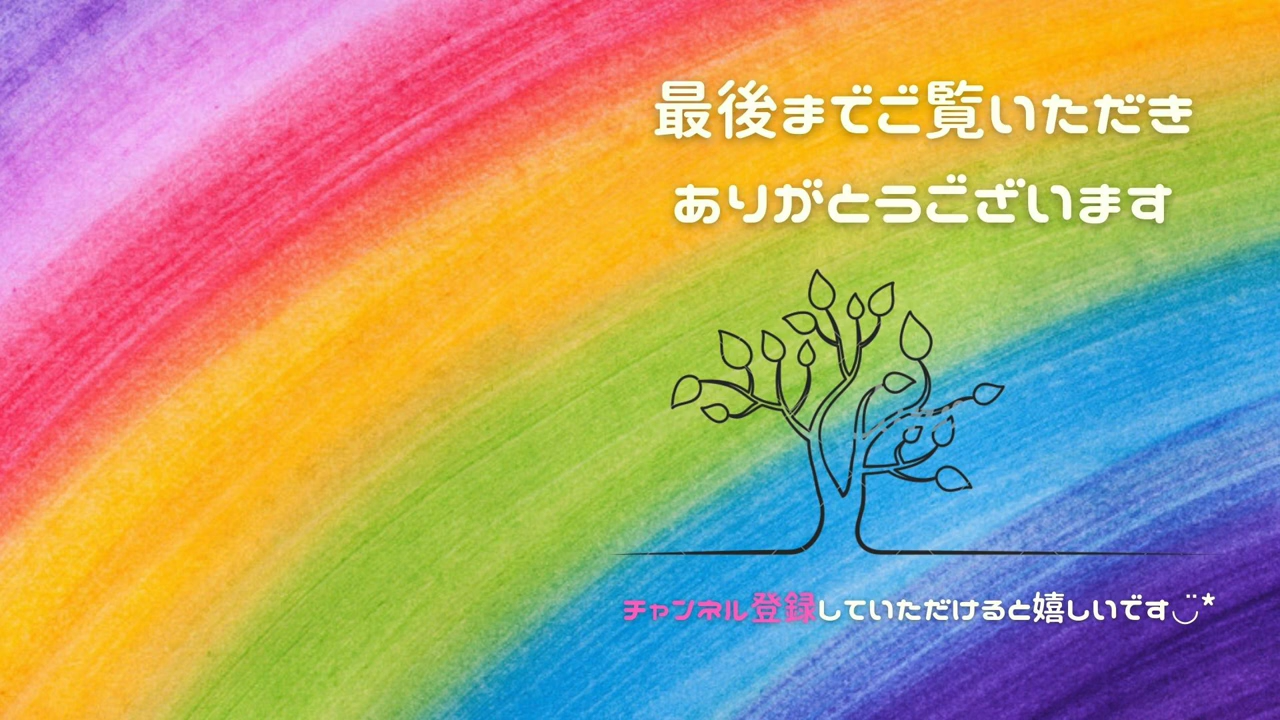 最後までご覧いただき
ありがとうございます
チャンネル登録していただけると嬉しいです◡̈*